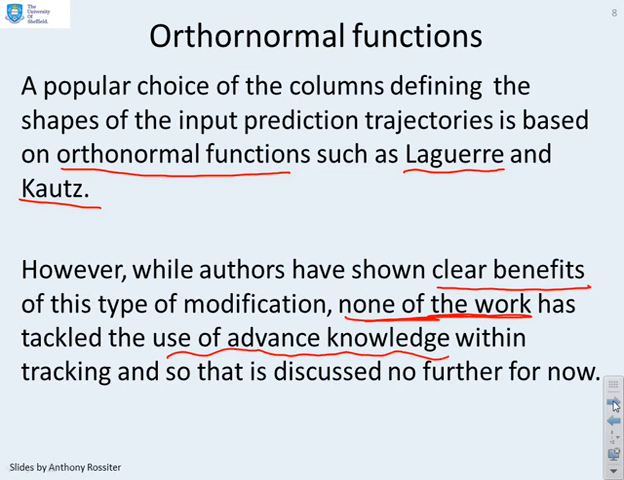 The
University
Of
Sheffield.
8
Orthornormal functions
A popular choice of the columns defining the
shapes of the input prediction trajectories is based
on orthonormal functions such as Laguerre and
Kautz.
However, while authors have shown clear benefits
of this type of modification, none of the work has
tackled the use of advance knowledge within
tracking and so that is discussed no further for now.
Slides by Anthony Rossiter